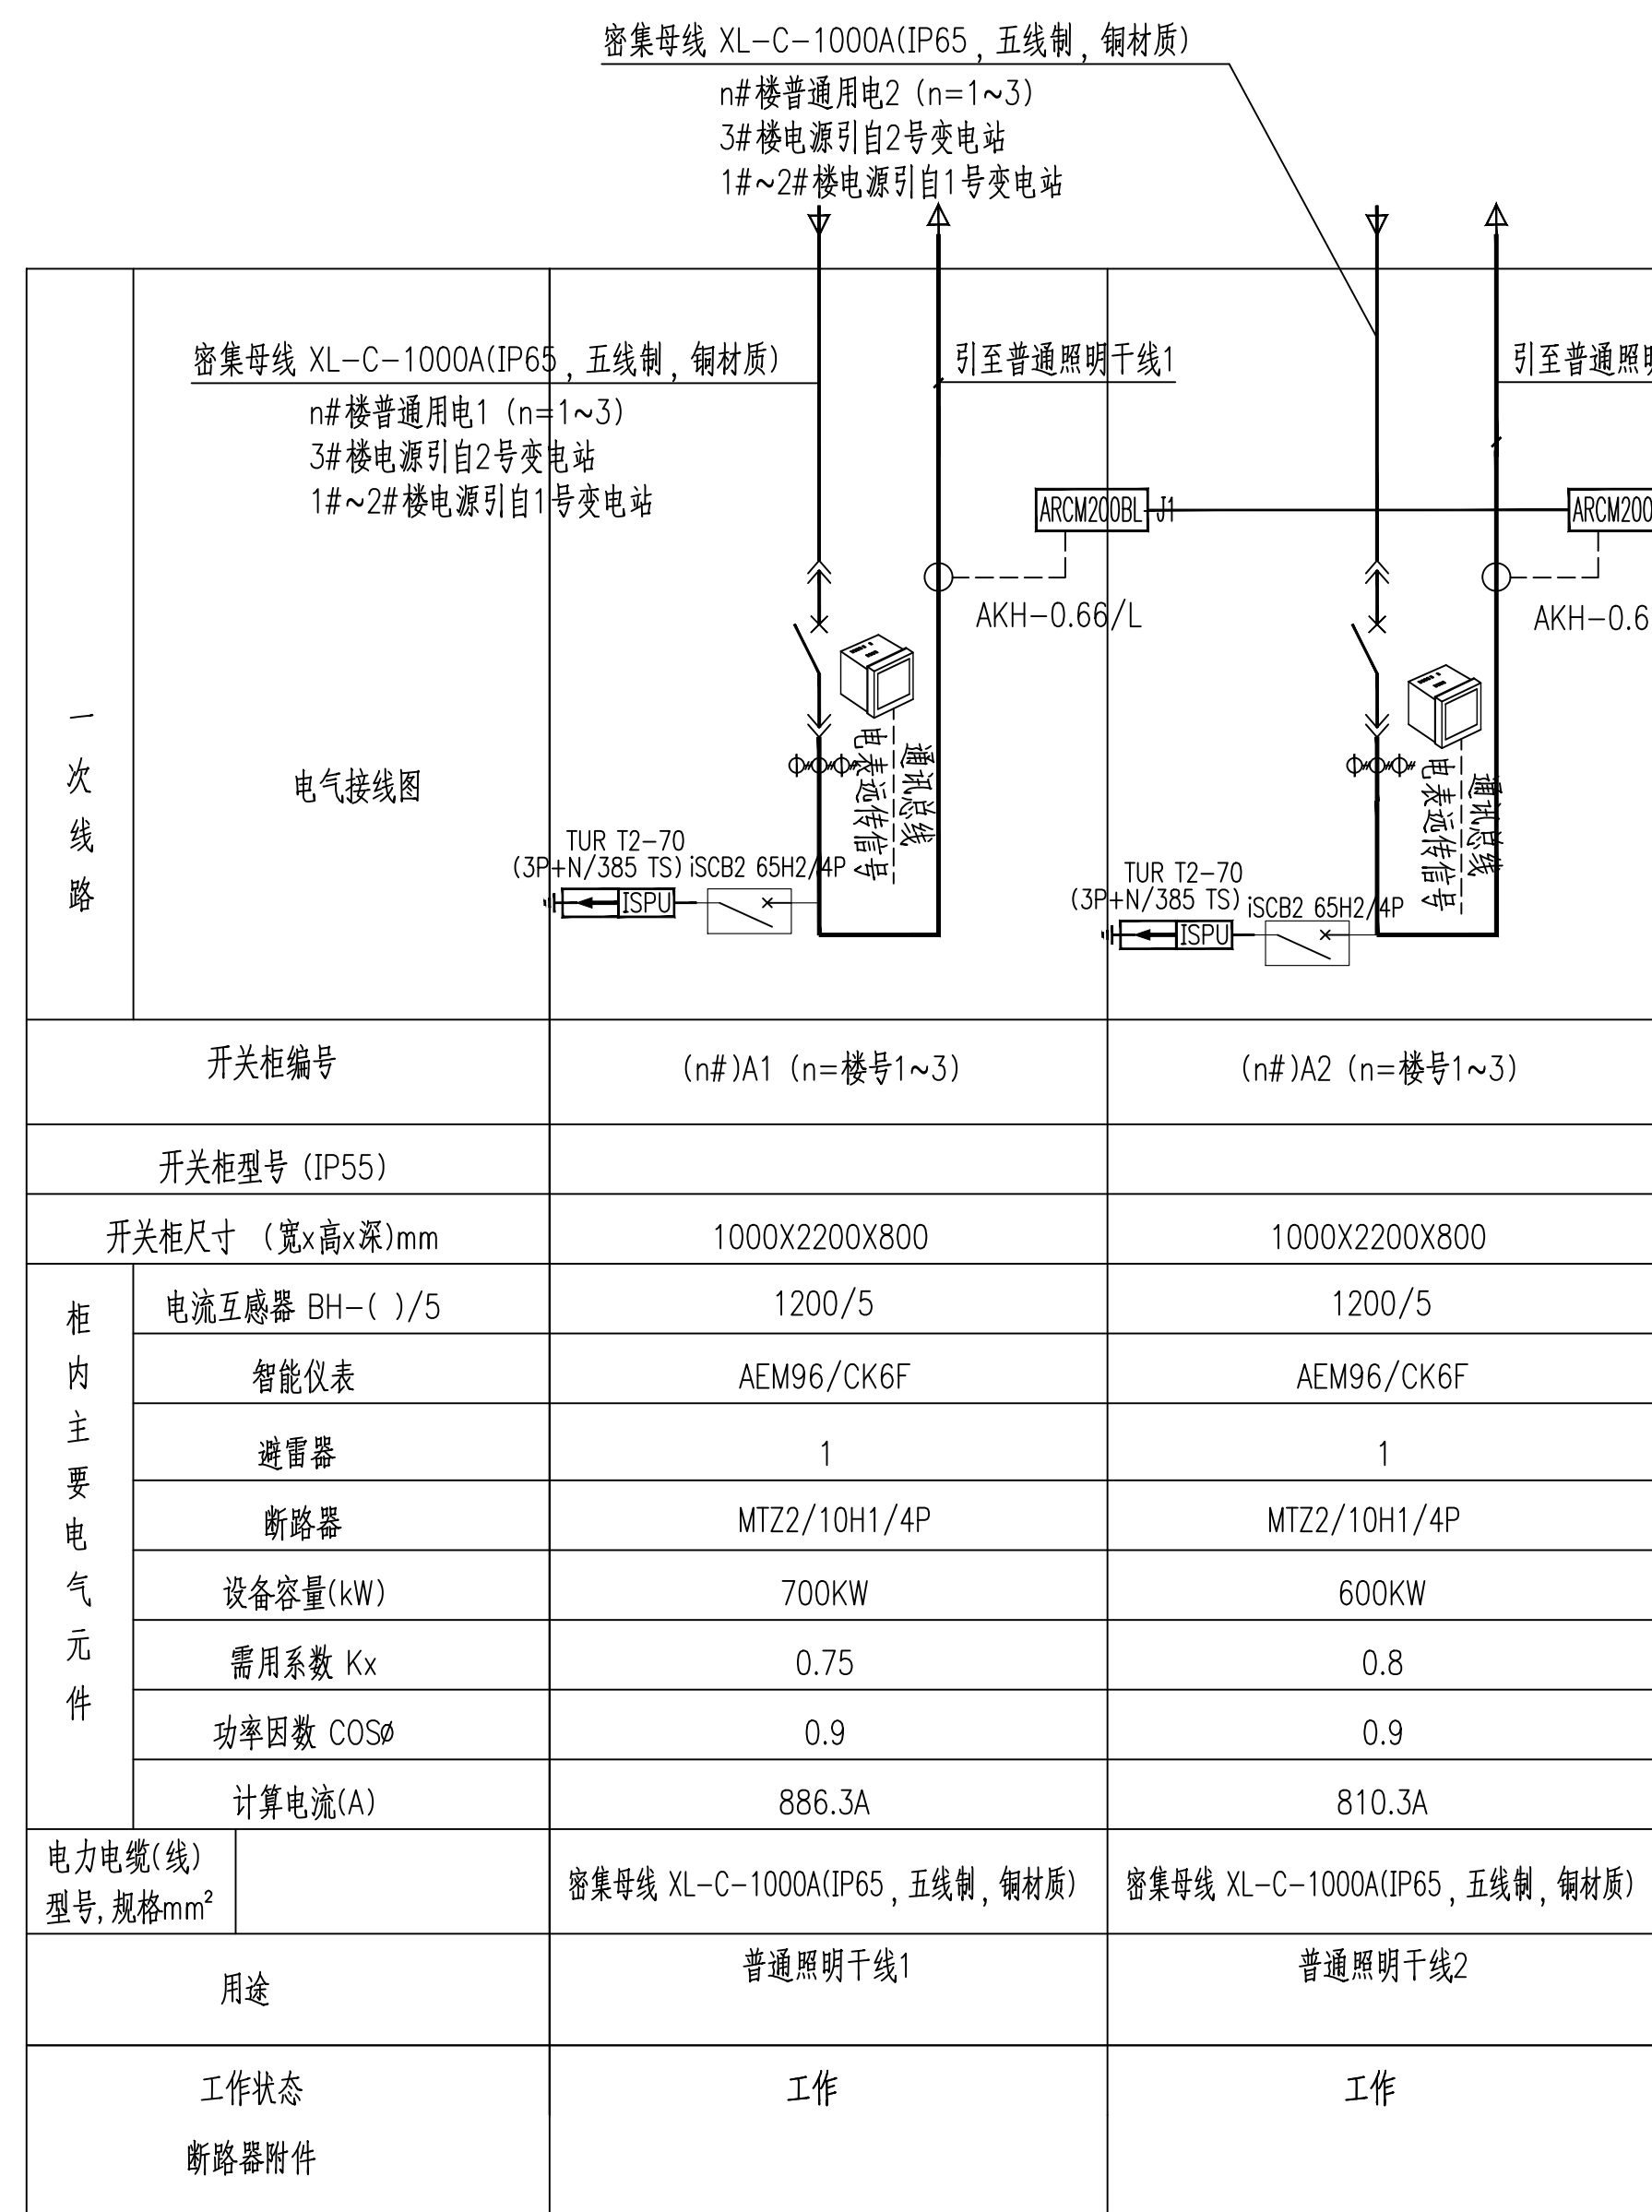 密集母线 XL-C-1000A(IP65,五线制,铜材质)
n#楼普通用电2 (n=1~3)
3#楼电源引自2号变电站
1#~2#楼电源引自1号变电站
密集母线 XL-C-1000A(IP65,五线制,铜材质)
n#楼普通用电1 (n=1~3)
3#楼电源引自2号变电站
1#~2#楼电源引自1号变电站
引至普通照明干线1
引至普通照明
ARCM200BL J1
ARCM200
AKH-0.66/L
AKH-0.6
一次线路
电气接线图
通讯总线
电表远传信号
通讯总线
电表远传信号
TUR T2-70
(3P+N/385 TS) iSCB2 65H2/4P
ISPU
TUR T2-70
(3P+N/385 TS) iSCB2 65H2/4P
ISPU
开关柜编号 (n#)A1 (n=楼号1~3) (n#)A2 (n=楼号1~3)
开关柜型号 (IP55)
开关柜尺寸 (宽x高x深)mm 1000X2200X800 1000X2200X800
柜内主要电气元件
电流互感器 BH-( )/5 1200/5 1200/5
智能仪表 AEM96/CK6F AEM96/CK6F
避雷器 1 1
断路器 MTZ2/10H1/4P MTZ2/10H1/4P
设备容量(kW) 700KW 600KW
需用系数 Kx 0.75 0.8
功率因数 COSø 0.9 0.9
计算电流(A) 886.3A 810.3A
电力电缆(线)
型号,规格mm²
密集母线 XL-C-1000A(IP65,五线制,铜材质) 密集母线 XL-C-1000A(IP65,五线制,铜材质)
用途 普通照明干线1 普通照明干线2
工作状态 工作 工作
断路器附件